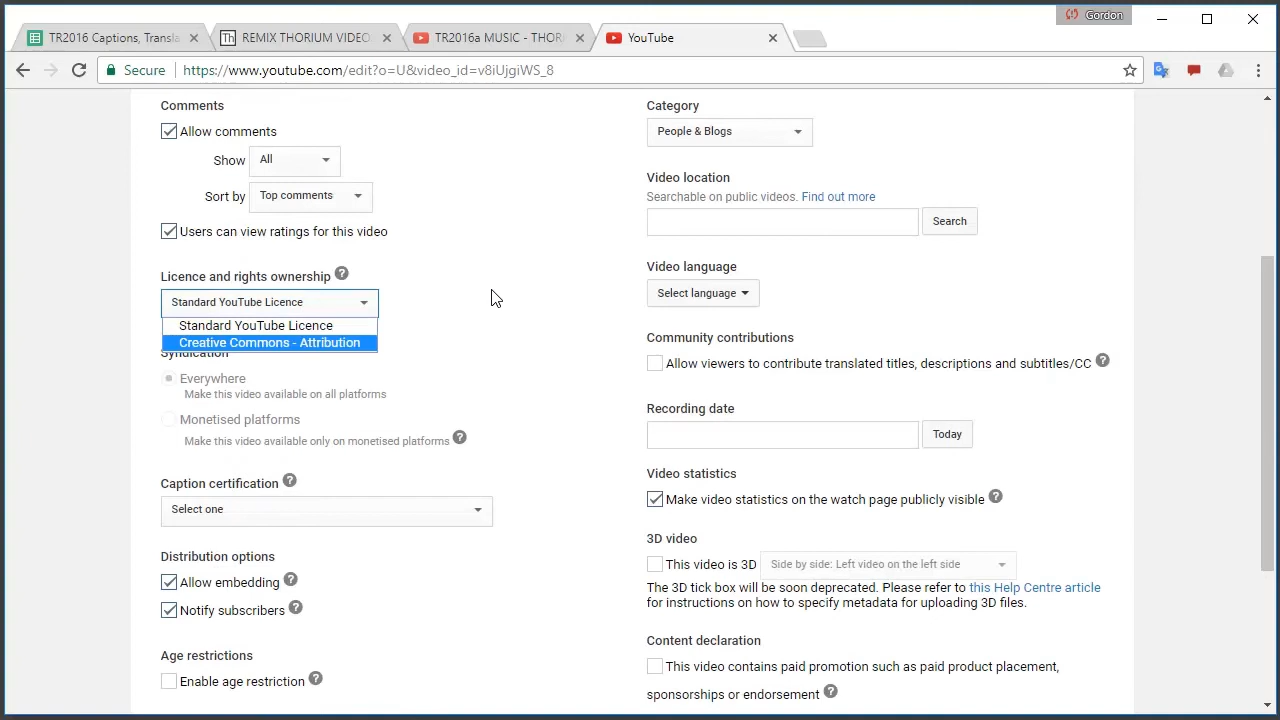 Gordon
TR2016 Captions, Transla
REMIX THORIUM VIDEO
TR2016a MUSIC - THOR
YouTube
Secure
https://www.youtube.com/edit?o=U&video_id=v8iUjgiWS_8
Comments
Allow comments
Show
All
Sort by
Top comments
Users can view ratings for this video
Licence and rights ownership
Standard YouTube Licence
Standard YouTube Licence
Creative Commons - Attribution
Syndication
Everywhere
Make this video available on all platforms
Monetised platforms
Make this video available only on monetised platforms
Caption certification
Select one
Distribution options
Allow embedding
Notify subscribers
Age restrictions
Enable age restriction
Category
People & Blogs
Video location
Searchable on public videos. Find out more
Search
Video language
Select language
Community contributions
Allow viewers to contribute translated titles, descriptions and subtitles/CC
Recording date
Today
Video statistics
Make video statistics on the watch page publicly visible
3D video
This video is 3D
Side by side: Left video on the left side
The 3D tick box will be soon deprecated. Please refer to this Help Centre article
for instructions on how to specify metadata for uploading 3D files.
Content declaration
This video contains paid promotion such as paid product placement,
sponsorships or endorsement